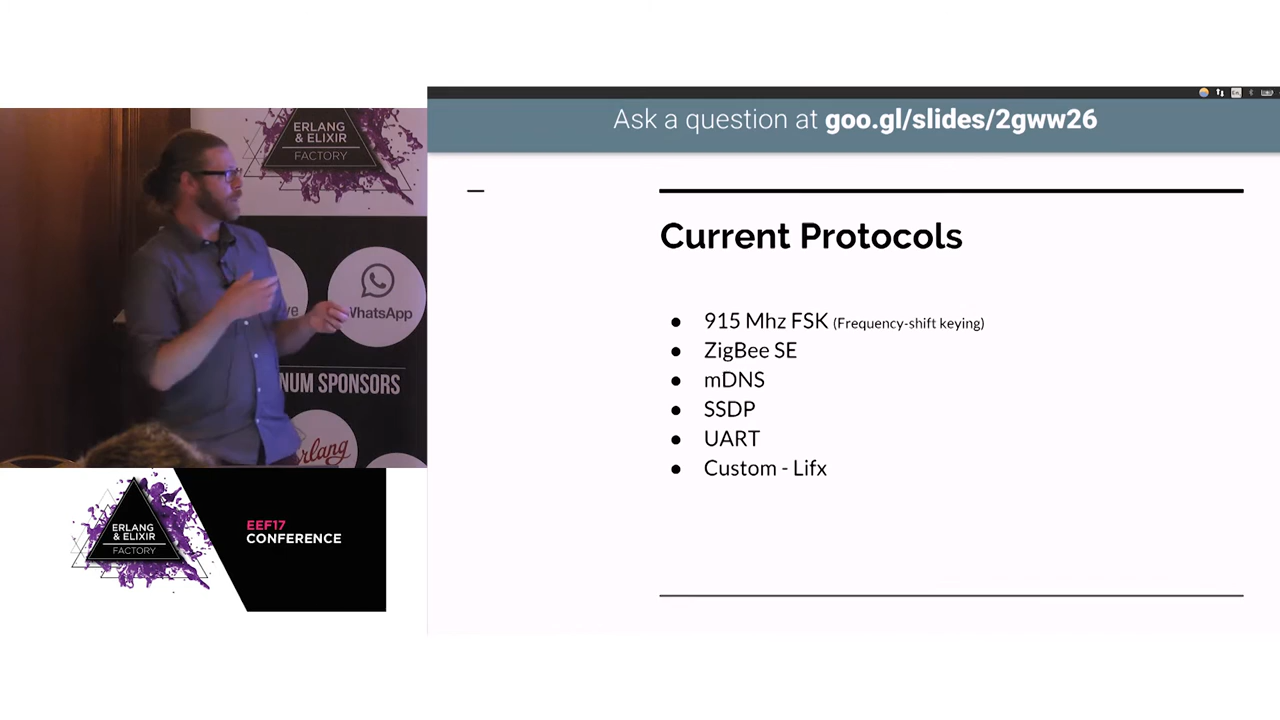 Ask a question at goo.gl/slides/2gww26
ERLANG
& ELIXIR
FACTORY
WhatsApp
NUM SPONSORS
Current Protocols
● 915 Mhz FSK (Frequency-shift keying)
● ZigBee SE
● mDNS
● SSDP
● UART
● Custom - Lifx
ERLANG
& ELIXIR
FACTORY
EEF17
CONFERENCE